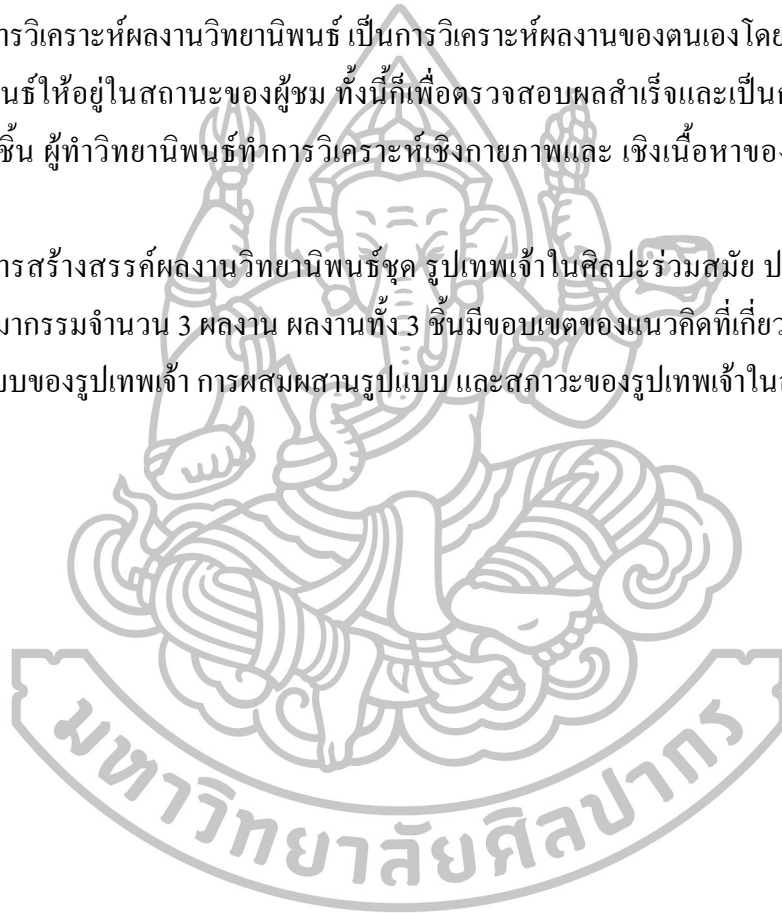 การวิเคราะห์ผลงานวิทยานิพนธ์ เป็นการวิเคราะห์ผลงานของตนเองโดย
นธ์ให้อยู่ในสถานะของผู้ชม ทั้งนี้ก็เพื่อตรวจสอบผลสำเร็จและเป็น
ชิ้น ผู้ทำวิทยานิพนธ์ทำการวิเคราะห์เชิงกายภาพและ เชิงเนื้อหาของ
การสร้างสรรค์ผลงานวิทยานิพนธ์ชุด รูปเทพเจ้าในศิลปะร่วมสมัย ป
มากรรมจำนวน 3 ผลงาน ผลงานทั้ง 3 ชิ้นมีขอบเขตของแนวคิดที่เกี่ยว
บบของรูปเทพเจ้า การผสมผสานรูปแบบ และสภาวะของรูปเทพเจ้าใน
มหาวิทยาลัยศิลปากร